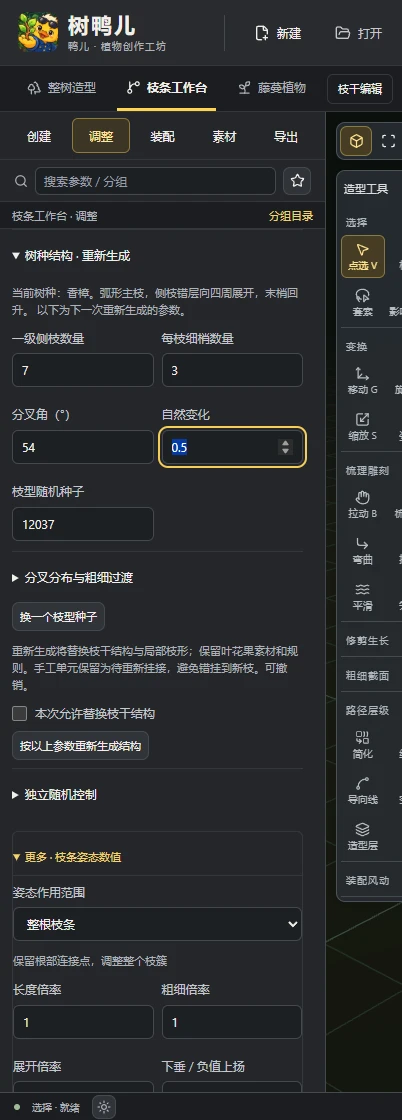 树鸭儿
鸭儿 · 植物创作工坊
新建
打开
整树造型
枝条工作台
藤蔓植物
枝干编辑
创建
调整
装配
素材
导出
搜索参数 / 分组
枝条工作台 · 调整
分组目录
造型工具
选择
点选 V
套索
变换
移动 G
缩放 S
梳理雕刻
拉动 B
弯曲
平滑
修剪生长
粗细截面
路径层级
简化
导向线
造型层
装配风动
▼ 树种结构 · 重新生成
当前树种：香樟。弧形主枝，侧枝错层向四周展开，末梢回
升。 以下为下一次重新生成的参数。
一级侧枝数量
每枝细梢数量
7
3
分叉角（°）
自然变化
54
0.5
枝型随机种子
12037
▶ 分叉分布与粗细过渡
换一个枝型种子
重新生成将替换枝干结构与局部枝形；保留叶花果素材和规
则。手工单元保留为待重新挂接，避免错挂到新枝。可撤
销。
本次允许替换枝干结构
按以上参数重新生成结构
▶ 独立随机控制
▼ 更多 · 枝条姿态数值
姿态作用范围
整根枝条
保留根部连接点，调整整个枝簇
长度倍率
粗细倍率
1
1
展开倍率
下垂 / 负值上扬
选择 · 就绪